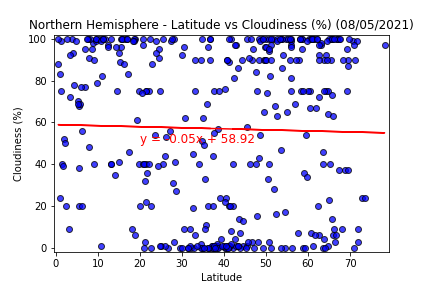 Northern Hemisphere - Latitude vs Cloudiness (%) (08/05/2021)
100
80
60
40
20
0
Cloudiness (%)
y = -0.05x + 58.92
0 10 20 30 40 50 60 70
Latitude